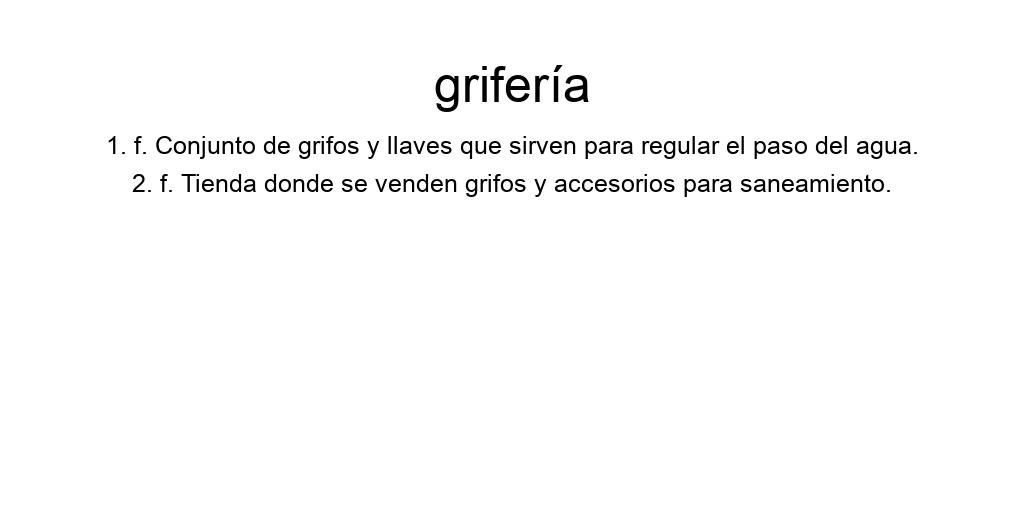 grifería
1. f. Conjunto de grifos y llaves que sirven para regular el paso del agua.
2. f. Tienda donde se venden grifos y accesorios para saneamiento.